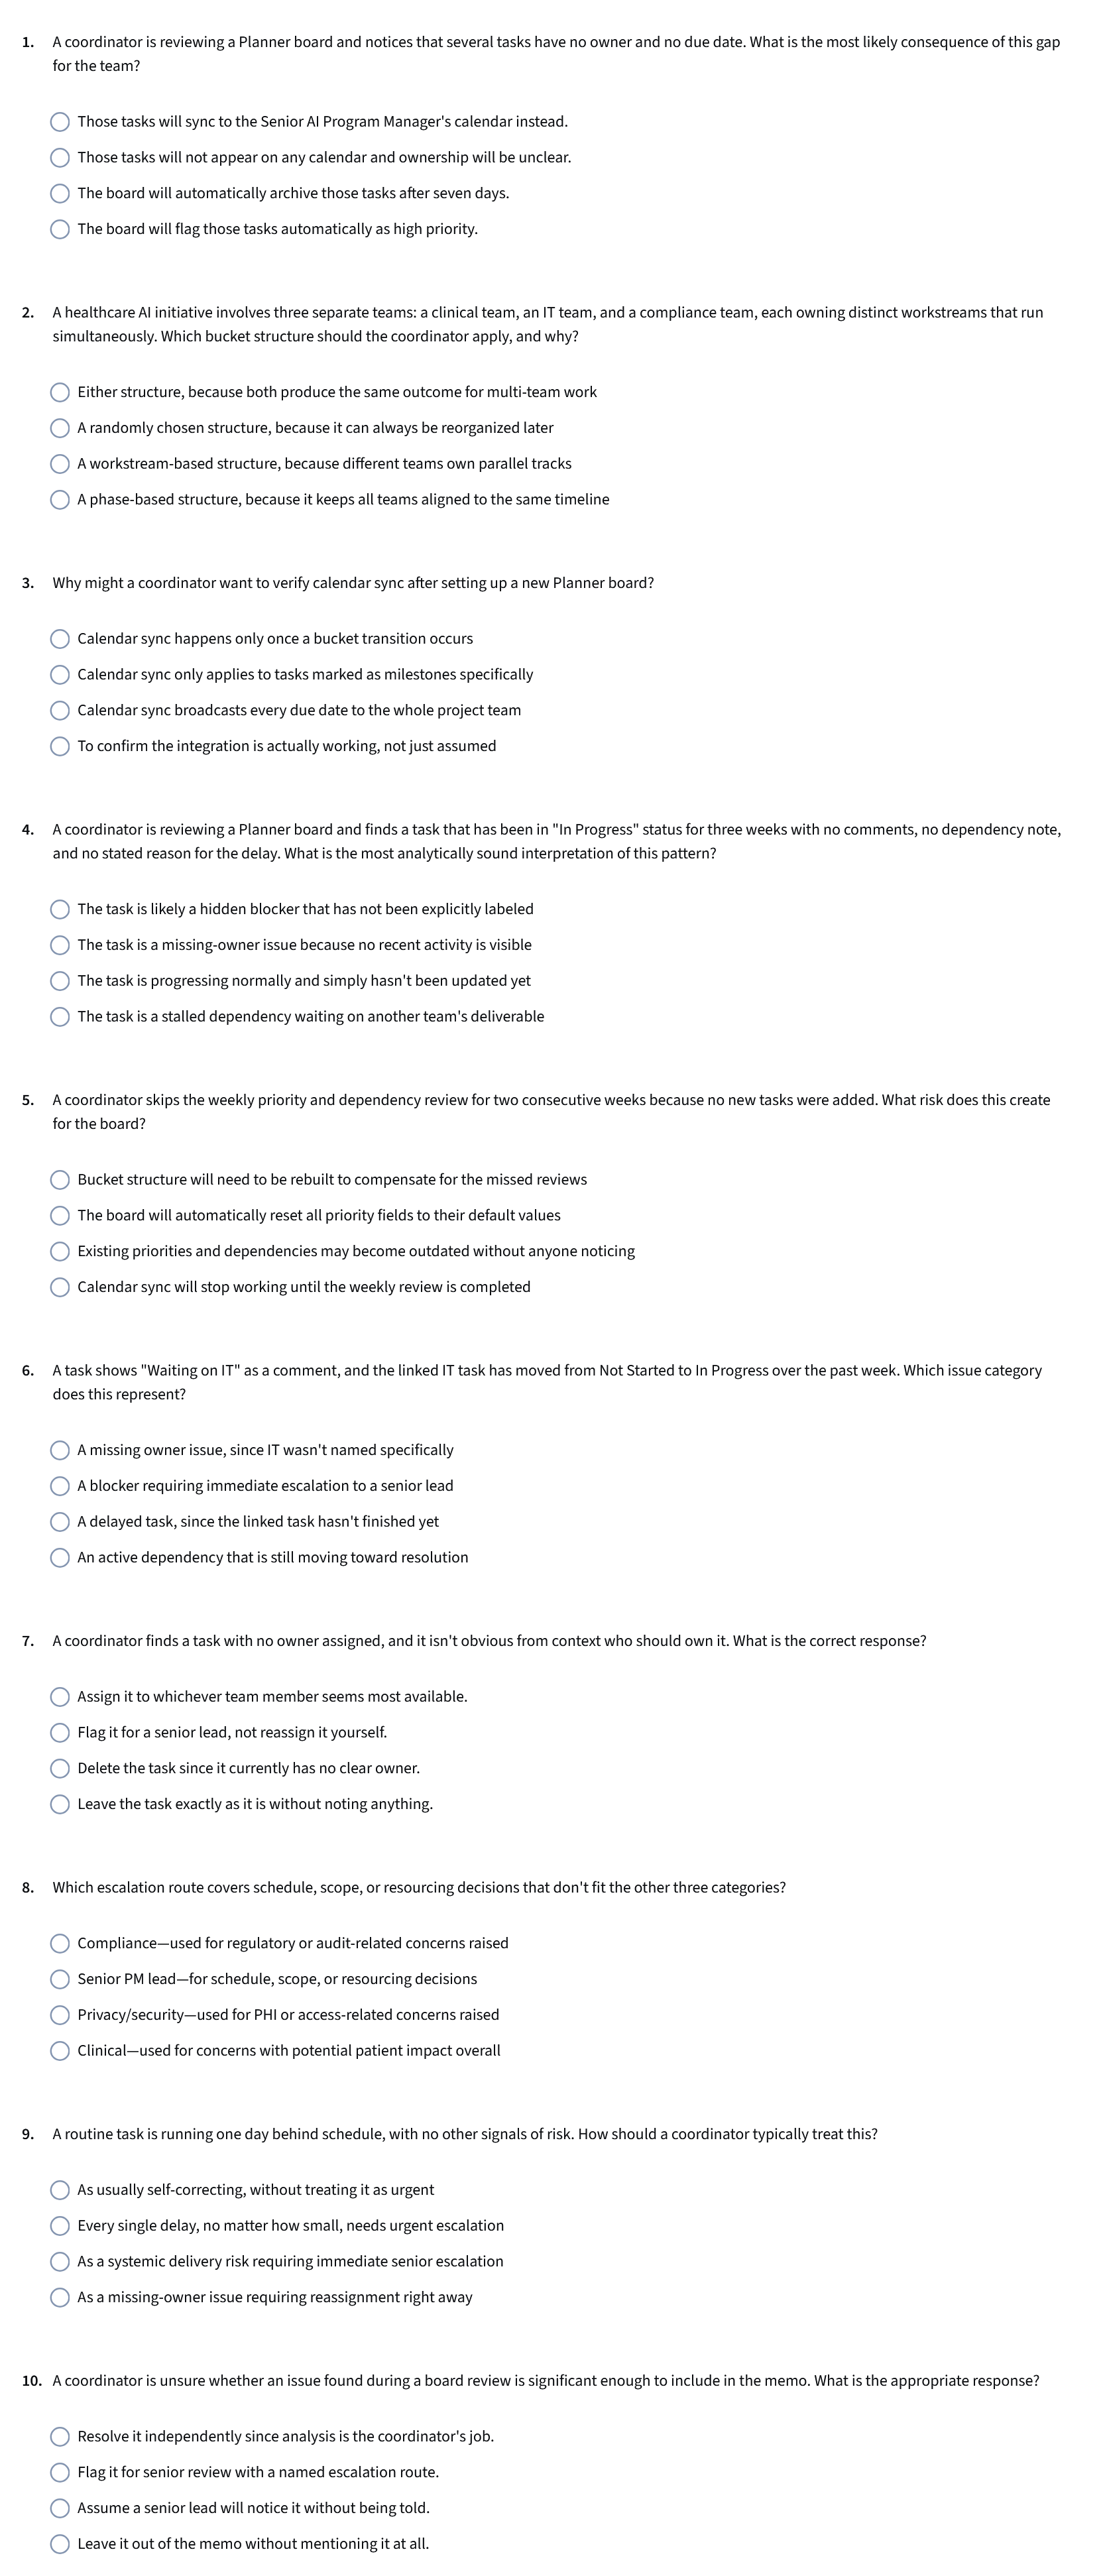 1. A coordinator is reviewing a Planner board and notices that several tasks have no owner and no due date. What is the most likely consequence of this gap
for the team?
Those tasks will sync to the Senior AI Program Manager's calendar instead.
Those tasks will not appear on any calendar and ownership will be unclear.
The board will automatically archive those tasks after seven days.
The board will flag those tasks automatically as high priority.
2. A healthcare AI initiative involves three separate teams: a clinical team, an IT team, and a compliance team, each owning distinct workstreams that run
simultaneously. Which bucket structure should the coordinator apply, and why?
Either structure, because both produce the same outcome for multi-team work
A randomly chosen structure, because it can always be reorganized later
A workstream-based structure, because different teams own parallel tracks
A phase-based structure, because it keeps all teams aligned to the same timeline
3. Why might a coordinator want to verify calendar sync after setting up a new Planner board?
Calendar sync happens only once a bucket transition occurs
Calendar sync only applies to tasks marked as milestones specifically
Calendar sync broadcasts every due date to the whole project team
To confirm the integration is actually working, not just assumed
4. A coordinator is reviewing a Planner board and finds a task that has been in "In Progress" status for three weeks with no comments, no dependency note,
and no stated reason for the delay. What is the most analytically sound interpretation of this pattern?
The task is likely a hidden blocker that has not been explicitly labeled
The task is a missing-owner issue because no recent activity is visible
The task is progressing normally and simply hasn't been updated yet
The task is a stalled dependency waiting on another team's deliverable
5. A coordinator skips the weekly priority and dependency review for two consecutive weeks because no new tasks were added. What risk does this create
for the board?
Bucket structure will need to be rebuilt to compensate for the missed reviews
The board will automatically reset all priority fields to their default values
Existing priorities and dependencies may become outdated without anyone noticing
Calendar sync will stop working until the weekly review is completed
6. A task shows "Waiting on IT" as a comment, and the linked IT task has moved from Not Started to In Progress over the past week. Which issue category
does this represent?
A missing owner issue, since IT wasn't named specifically
A blocker requiring immediate escalation to a senior lead
A delayed task, since the linked task hasn't finished yet
An active dependency that is still moving toward resolution
7. A coordinator finds a task with no owner assigned, and it isn't obvious from context who should own it. What is the correct response?
Assign it to whichever team member seems most available.
Flag it for a senior lead, not reassign it yourself.
Delete the task since it currently has no clear owner.
Leave the task exactly as it is without noting anything.
8. Which escalation route covers schedule, scope, or resourcing decisions that don't fit the other three categories?
Compliance—used for regulatory or audit-related concerns raised
Senior PM lead—for schedule, scope, or resourcing decisions
Privacy/security—used for PHI or access-related concerns raised
Clinical—used for concerns with potential patient impact overall
9. A routine task is running one day behind schedule, with no other signals of risk. How should a coordinator typically treat this?
As usually self-correcting, without treating it as urgent
Every single delay, no matter how small, needs urgent escalation
As a systemic delivery risk requiring immediate senior escalation
As a missing-owner issue requiring reassignment right away
10. A coordinator is unsure whether an issue found during a board review is significant enough to include in the memo. What is the appropriate response?
Resolve it independently since analysis is the coordinator's job.
Flag it for senior review with a named escalation route.
Assume a senior lead will notice it without being told.
Leave it out of the memo without mentioning it at all.